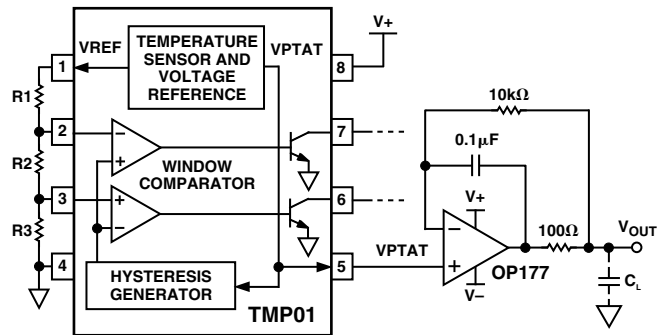 V+
TEMPERATURE
SENSOR AND
VOLTAGE
REFERENCE
VREF
VPTAT
1
8
R1
10kΩ
2
7
0.1μF
R2
WINDOW
COMPARATOR
3
6
V+
R3
100Ω
VOUT
VPTAT
4
HYSTERESIS
GENERATOR
5
OP177
V–
CL
TMP01
–
+
+
–
–
+